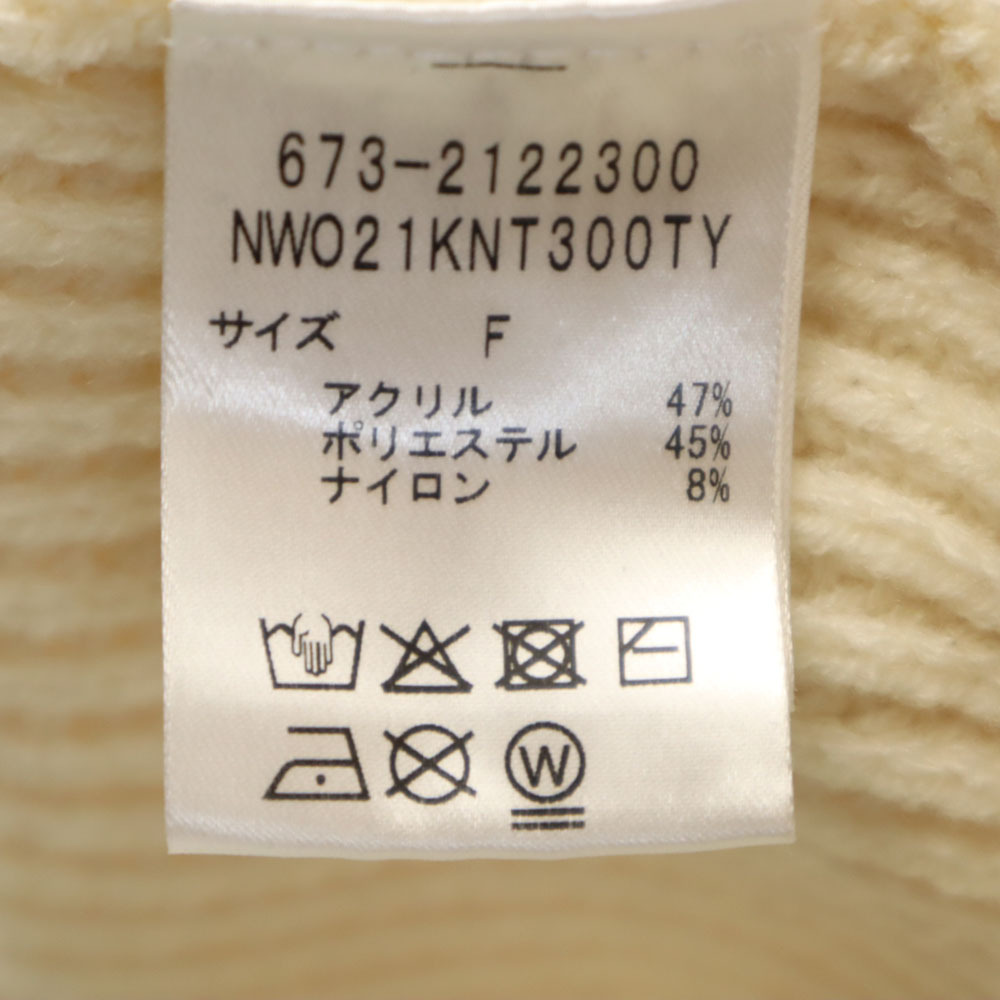 673-2122300
NWO21KNT300TY
サイズ F
アクリル 47%
ポリエステル 45%
ナイロン 8%
W